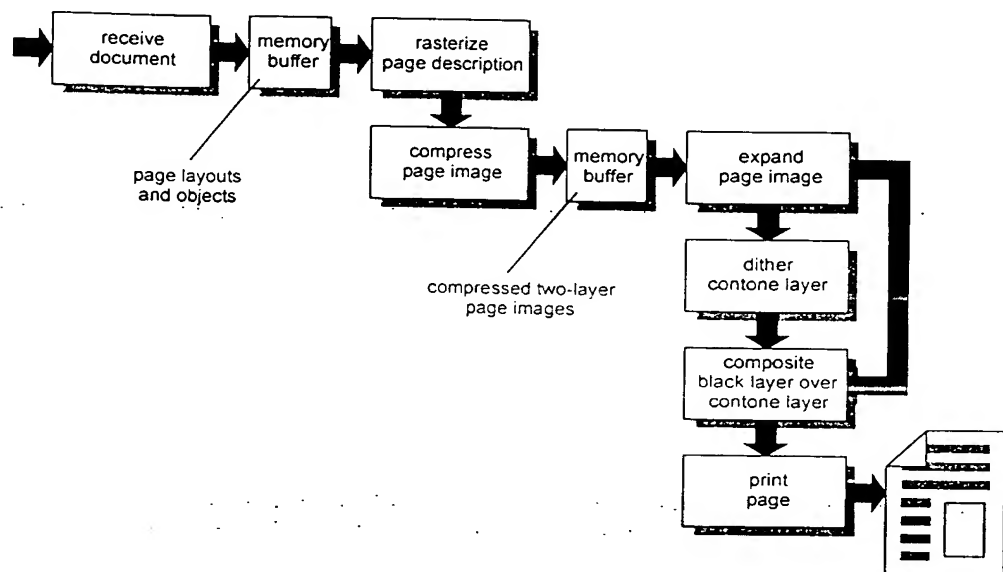 receive
document
memory
buffer
rasterize
page description
compress
page image
memory
buffer
expand
page image
page layouts
and objects
dither
contone layer
compressed two-layer
page images
composite
black layer over
contone layer
print
page